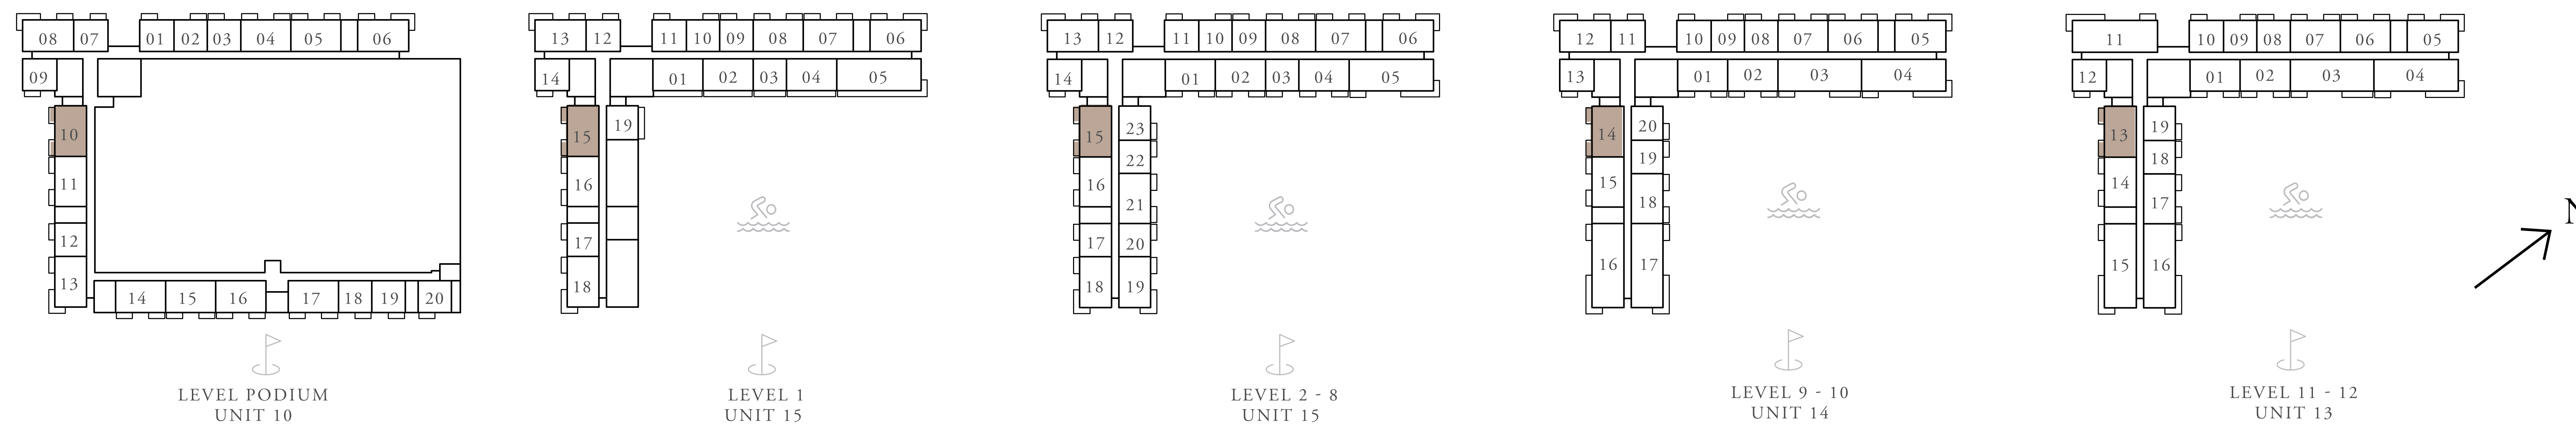 08 07 01 02 03 04 05 06
09
10
11
12
13
14 15 16 17 18 19 20
LEVEL PODIUM
UNIT 10
13 12 11 10 09 08 07 06
14 01 02 03 04 05
15 19
16
17
18
LEVEL 1
UNIT 15
13 12 11 10 09 08 07 06
14 01 02 03 04 05
15 23
22
16 21
17 20
18 19
LEVEL 2 - 8
UNIT 15
12 11 10 09 08 07 06 05
13 01 02 03 04
14 20
19
15 18
16 17
LEVEL 9 - 10
UNIT 14
11 10 09 08 07 06 05
12 01 02 03 04
13 19
18
14 17
15 16
LEVEL 11 - 12
UNIT 13